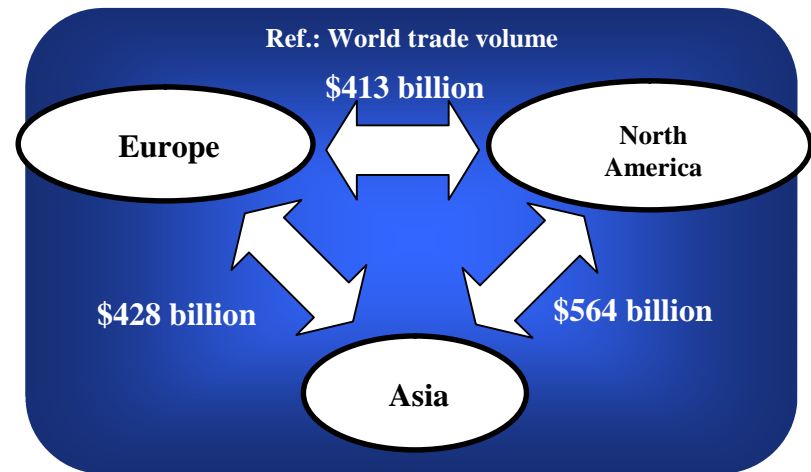 Ref.: World trade volume
$413 billion
Europe
North
America
$428 billion
$564 billion
Asia